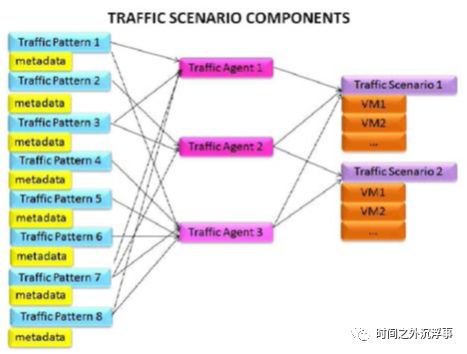 TRAFFIC SCENARIO COMPONENTS
Traffic Pattern 1
metadata
Traffic Pattern 2
metadata
Traffic Pattern 3
metadata
Traffic Pattern 4
metadata
Traffic Pattern 5
metadata
Traffic Pattern 6
metadata
Traffic Pattern 7
metadata
Traffic Pattern 8
metadata
Traffic Agent 1
Traffic Agent 2
Traffic Agent 3
Traffic Scenario 1
VM1
VM2
...
Traffic Scenario 2
VM1
VM2
...
时间之外沉浮事